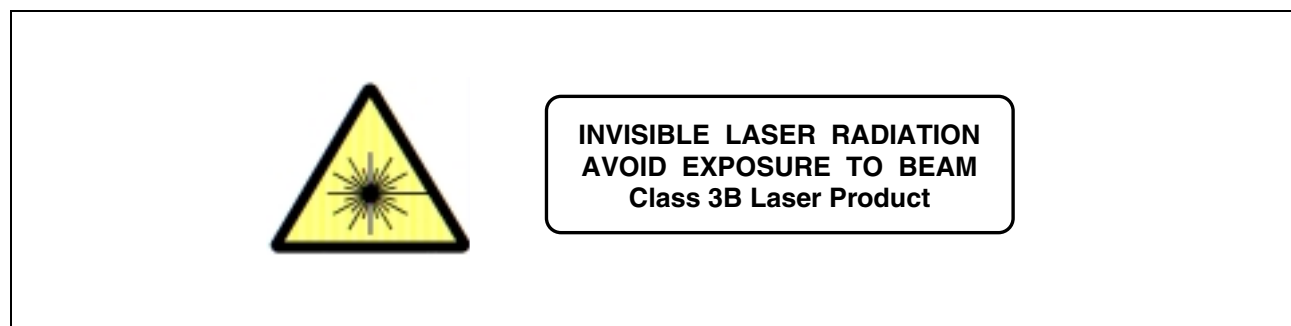 INVISIBLE LASER RADIATION
AVOID EXPOSURE TO BEAM
Class 3B Laser Product